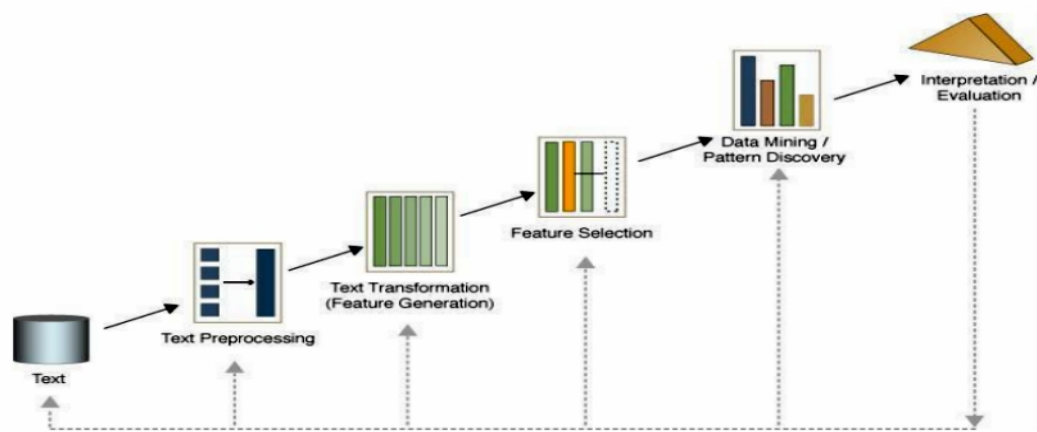 Text
Text Preprocessing
Text Transformation
(Feature Generation)
Feature Selection
Data Mining /
Pattern Discovery
Interpretation /
Evaluation